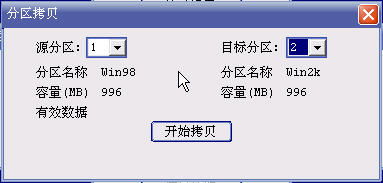 分区拷贝
源分区: 1 目标分区: 2
分区名称 Win98 分区名称 Win2k
容量(MB) 996 容量(MB) 996
有效数据
开始拷贝